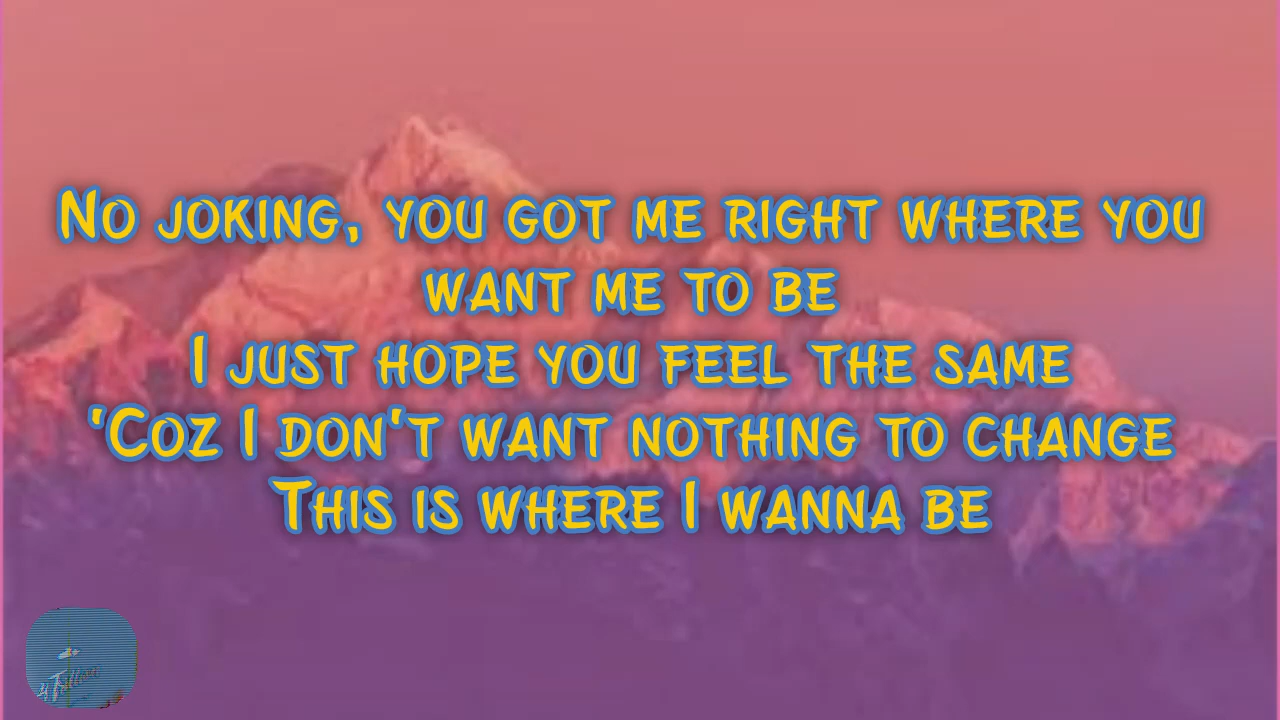 No joking, you got me right where you
want me to be
I just hope you feel the same
‘Coz I don‘t want nothing to change
This is where I wanna be